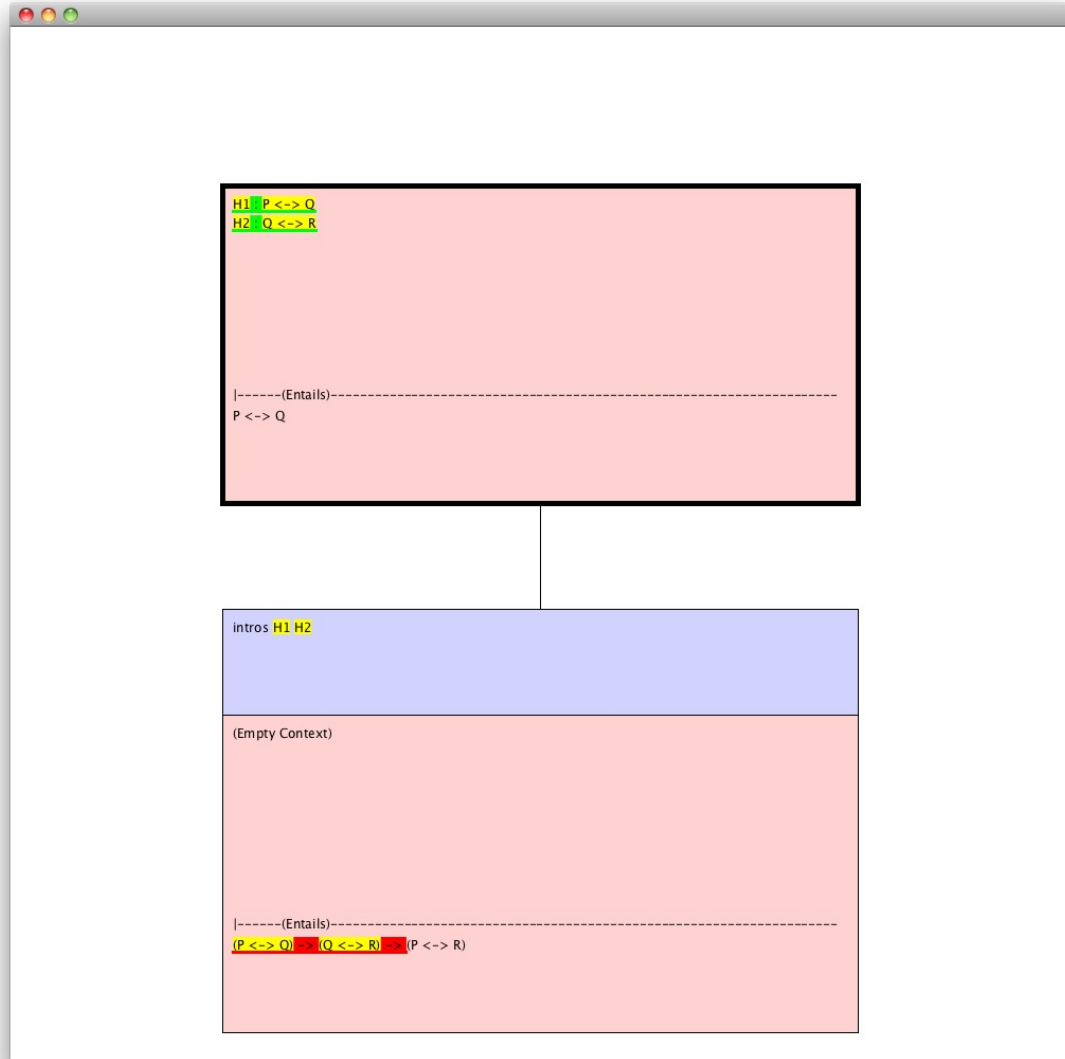 H1 : P <-> Q
H2 : Q <-> R
|------(Entails)---------------------------------------------------------------------
P <-> Q
intros H1 H2
(Empty Context)
|------(Entails)---------------------------------------------------------------------
(P <-> Q) -> (Q <-> R) -> (P <-> R)